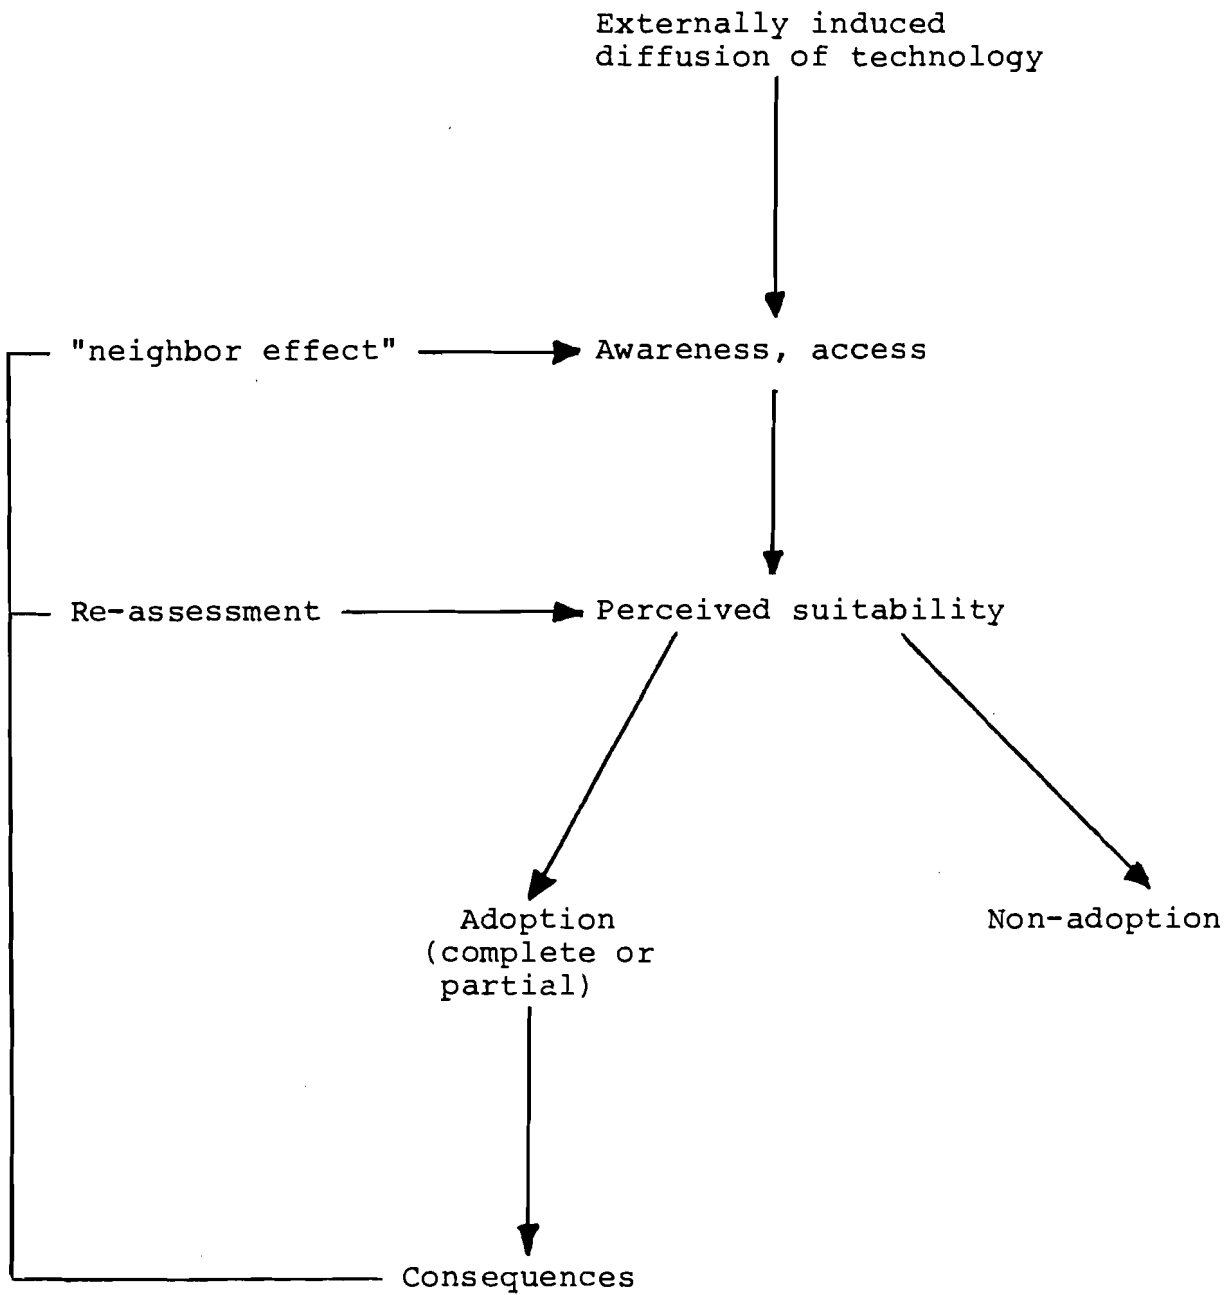 Externally induced
diffusion of technology
"neighbor effect"
Awareness, access
Re-assessment
Perceived suitability
Adoption
(complete or
partial)
Non-adoption
Consequences